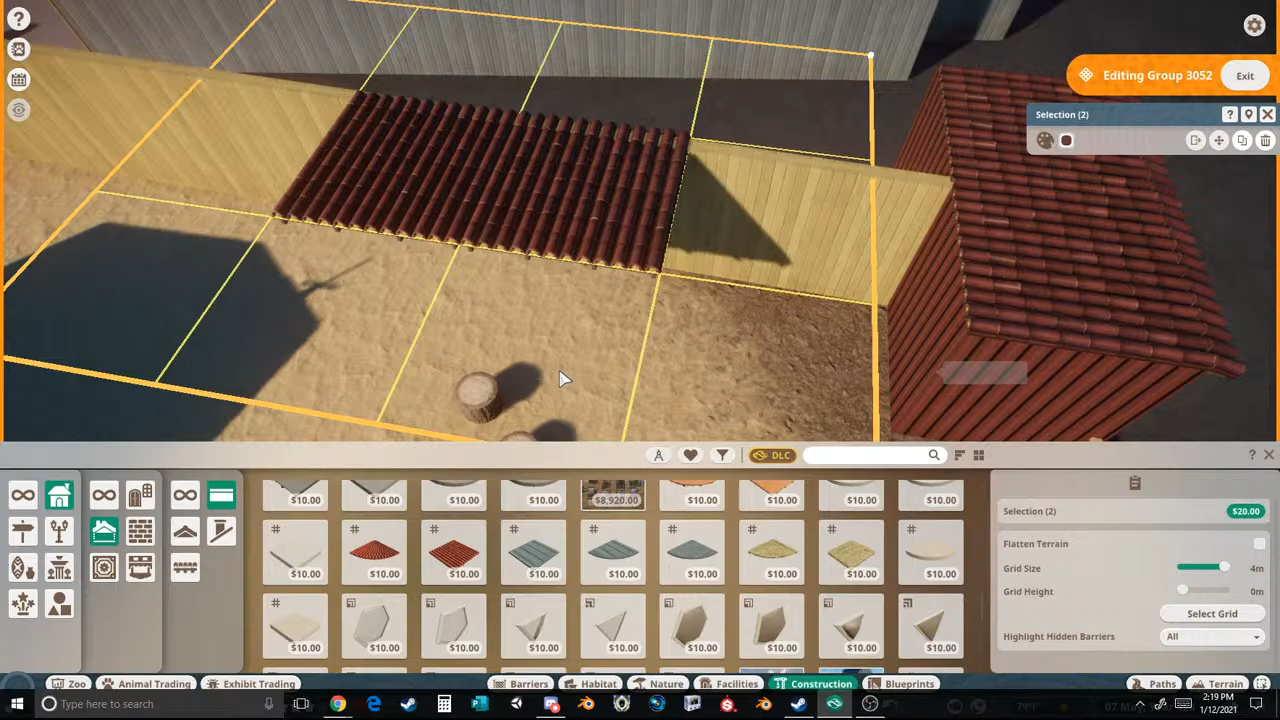 ?
Editing Group 3052 Exit
Selection (2) ?
DLC
?
$10.00 $10.00 $10.00 $10.00 $8,920.00 $10.00 $10.00 $10.00 $10.00
$10.00 $10.00 $10.00 $10.00 $10.00 $10.00 $10.00 $10.00 $10.00
$10.00 $10.00 $10.00 $10.00 $10.00 $10.00 $10.00 $10.00 $10.00
Selection (2) $20.00
Flatten Terrain
Grid Size 4m
Grid Height 0m
Select Grid
Highlight Hidden Barriers All
Zoo Animal Trading Exhibit Trading Barriers Habitat Nature Facilities Construction Blueprints Paths Terrain
Type here to search
2:19 PM
1/12/2021